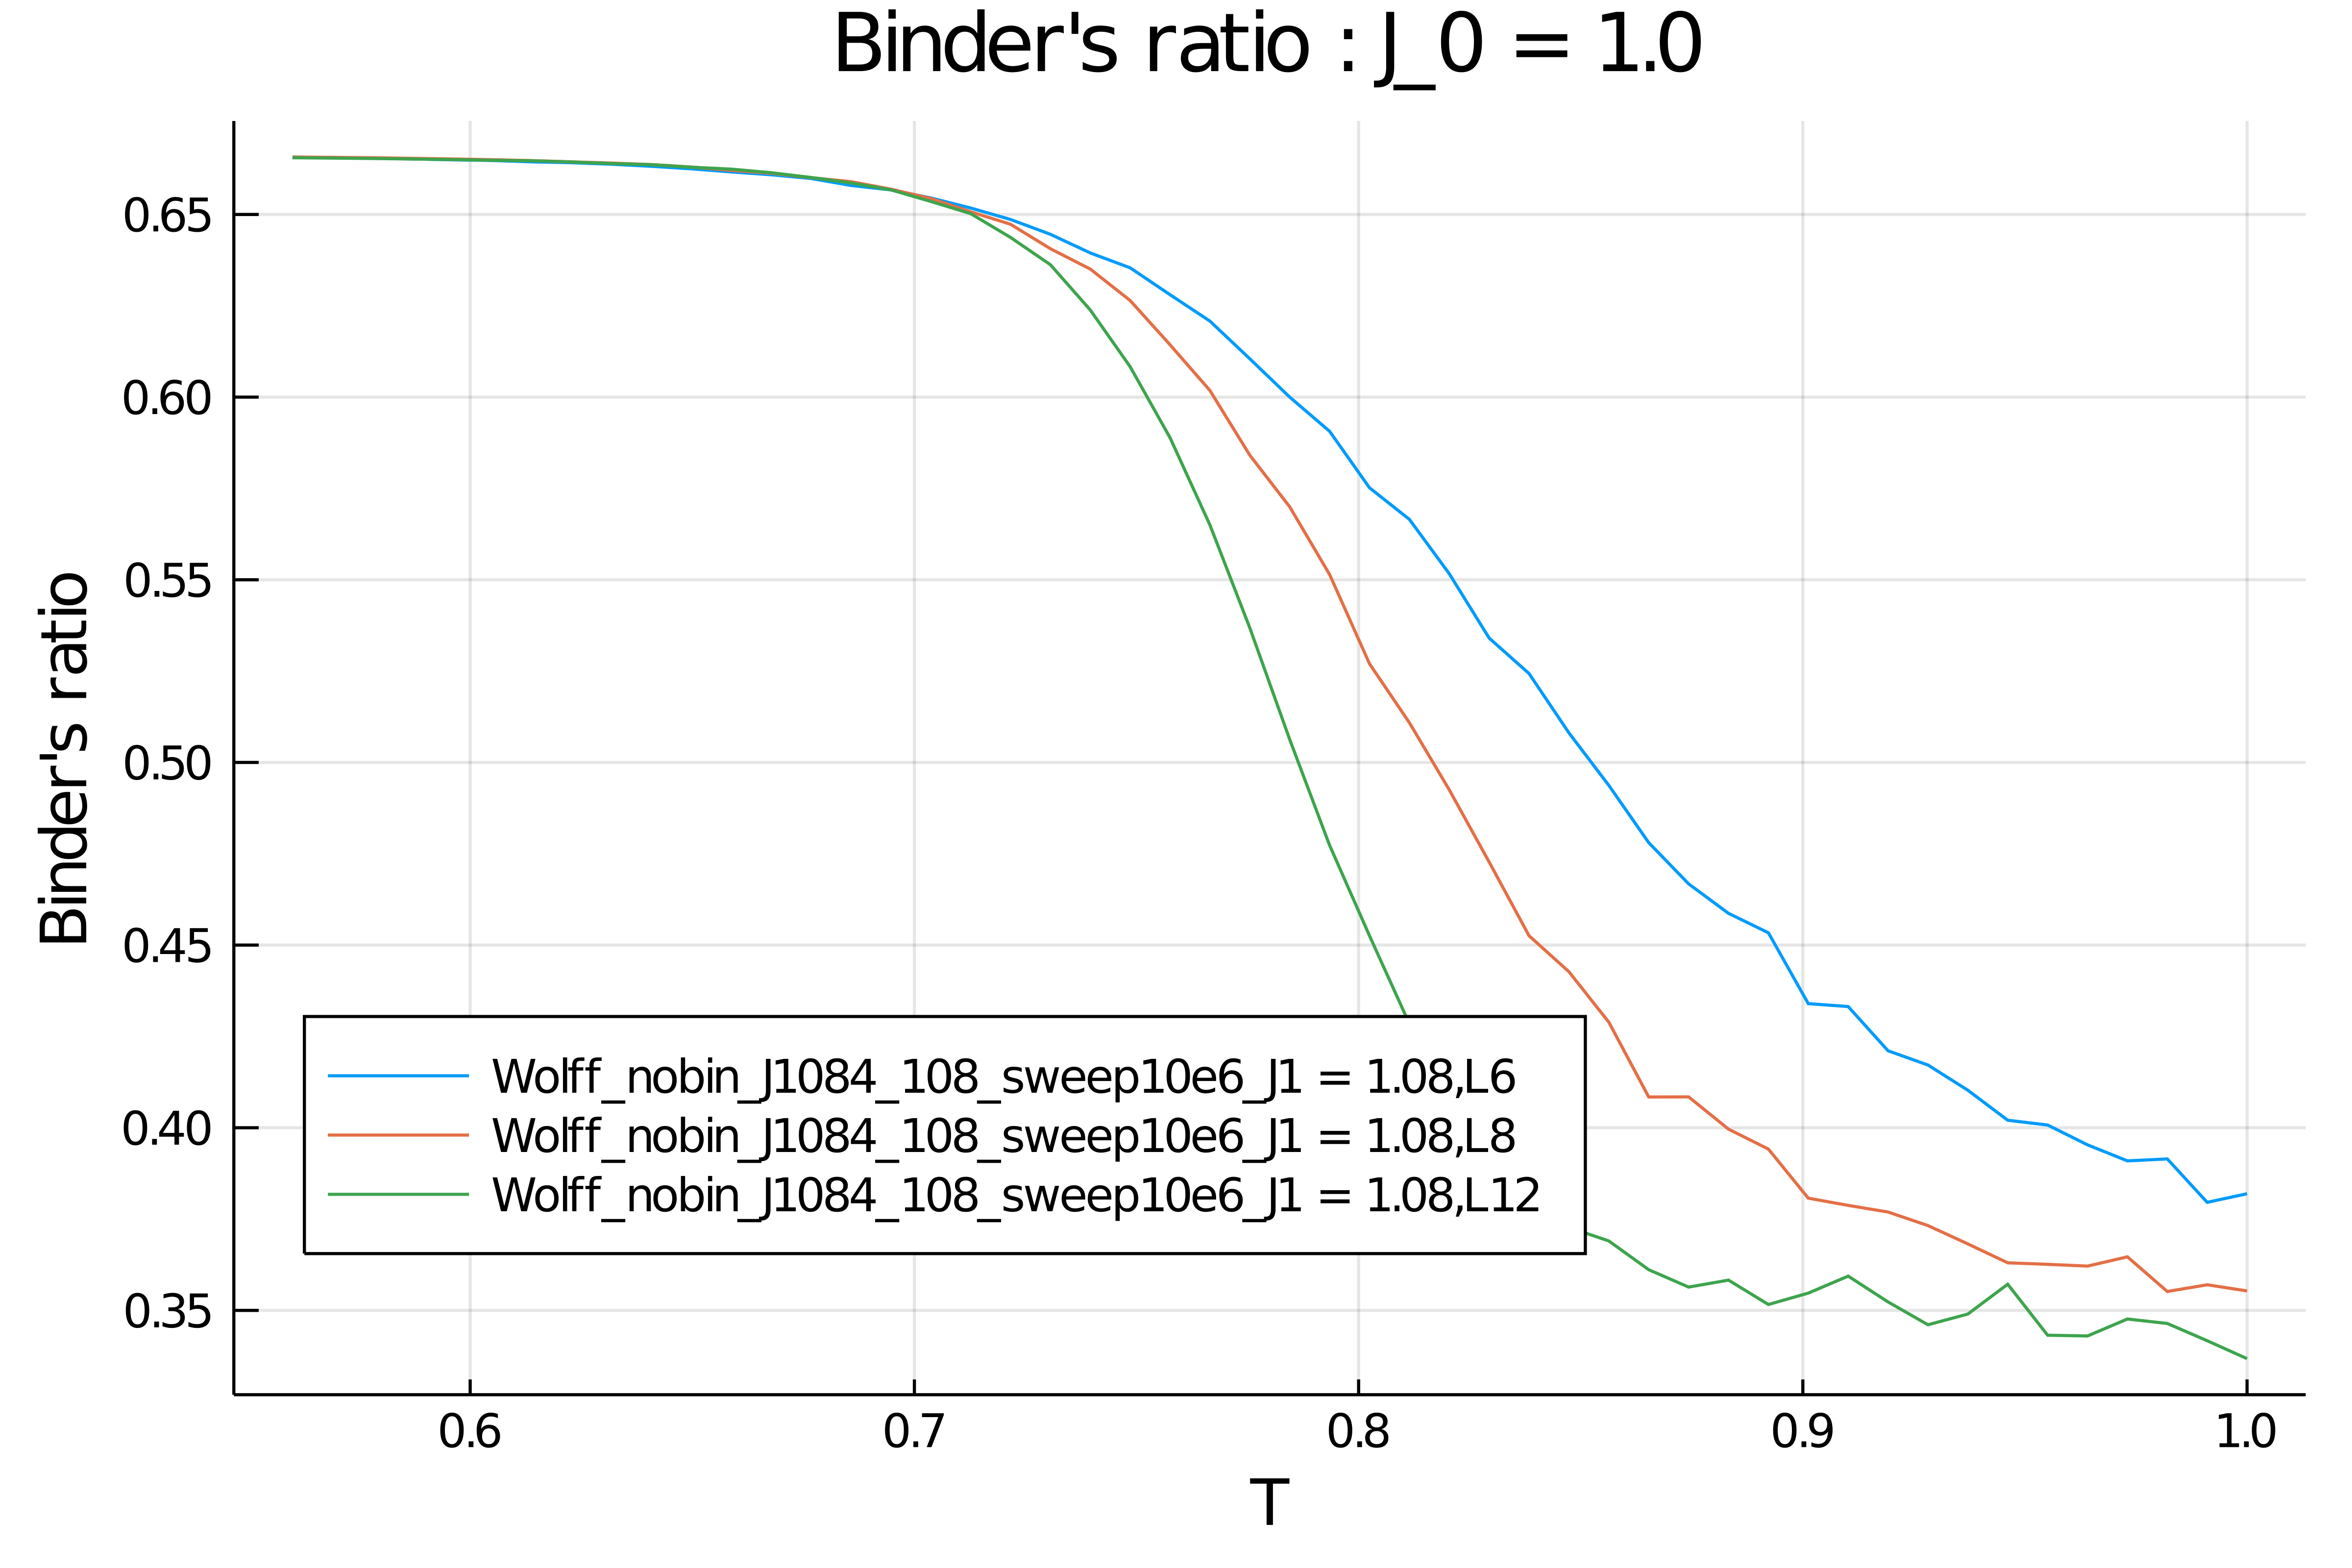 Binder's ratio : J_0 = 1.0
Binder's ratio
0.65
0.60
0.55
0.50
0.45
0.40
0.35
Wolff_nobin_J1084_108_sweep10e6_J1 = 1.08,L6
Wolff_nobin_J1084_108_sweep10e6_J1 = 1.08,L8
Wolff_nobin_J1084_108_sweep10e6_J1 = 1.08,L12
0.6 0.7 0.8 0.9 1.0
T